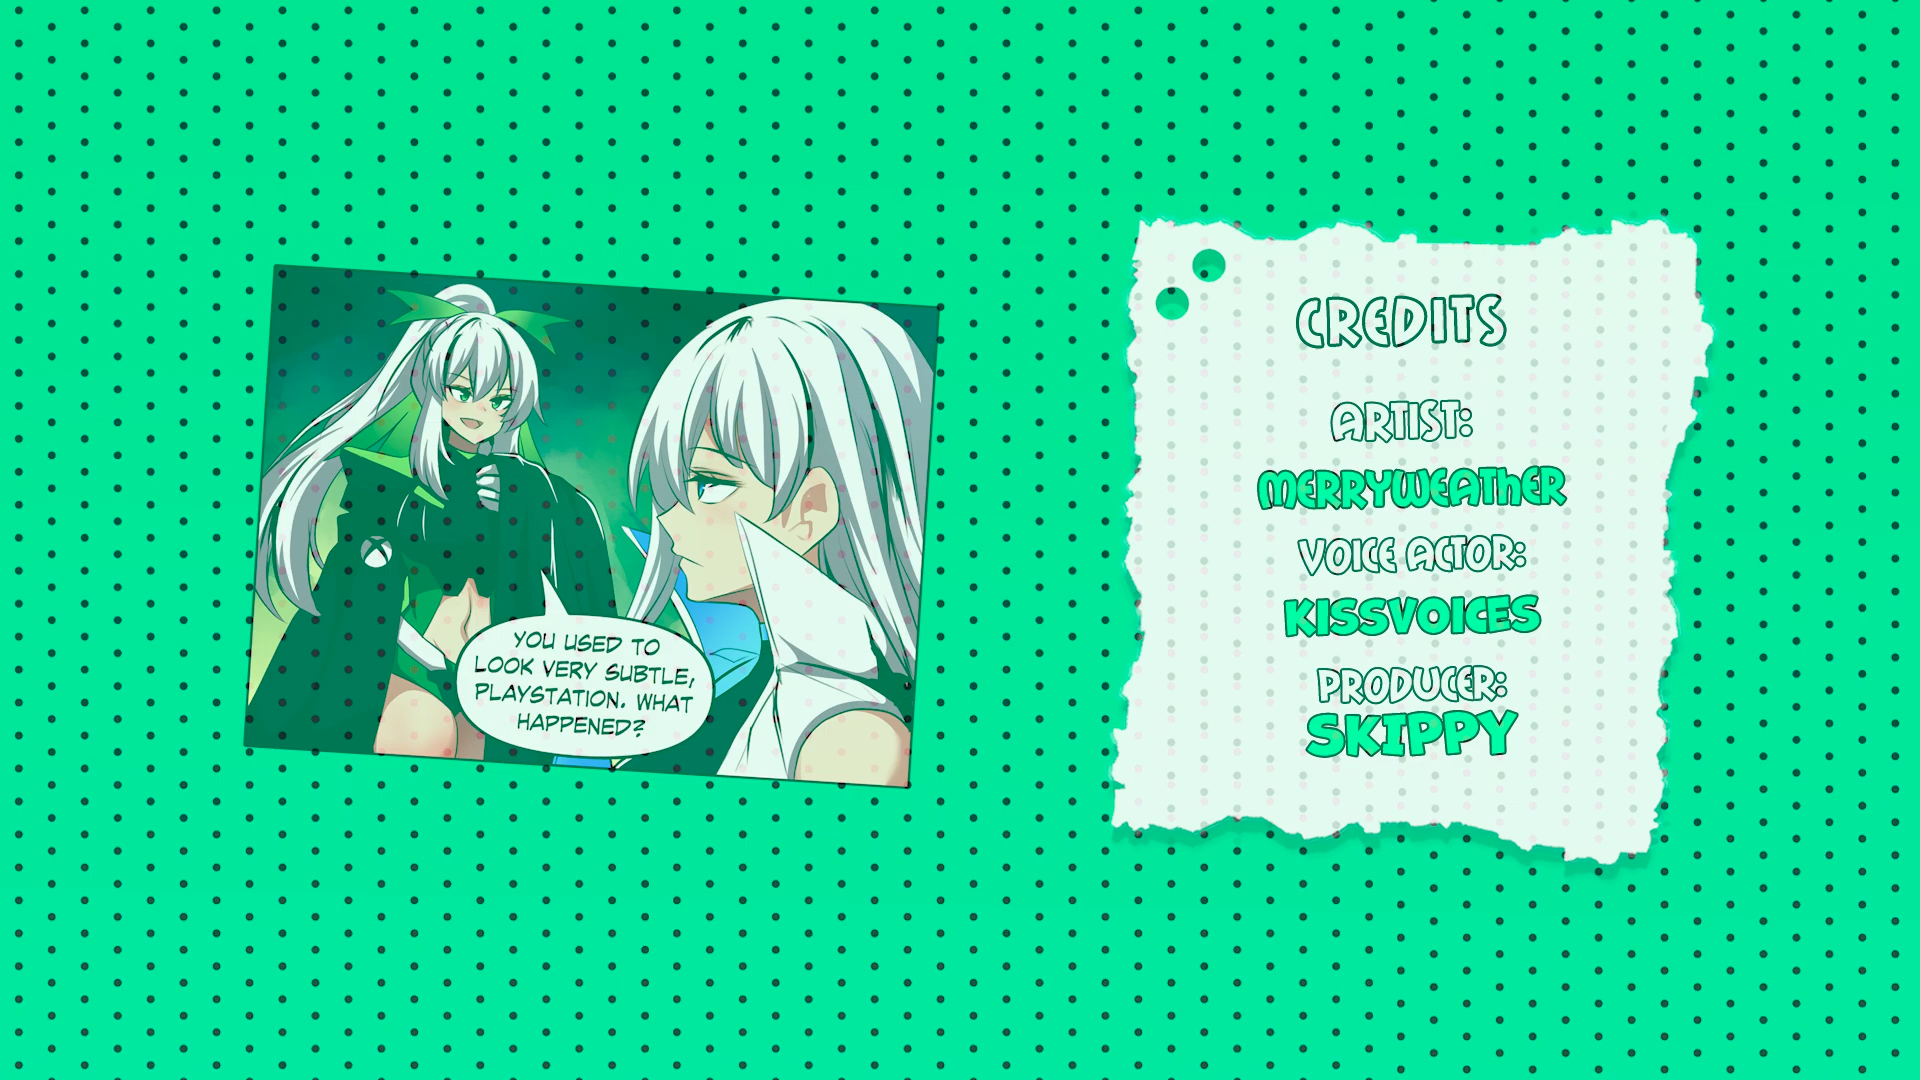 YOU USED TO
LOOK VERY SUBTLE,
PLAYSTATION. WHAT
HAPPENED?
CREDITS
ARTIST:
MERRYWEATHER
VOICE ACTOR:
KISSVOICES
PRODUCER:
SKIPPY